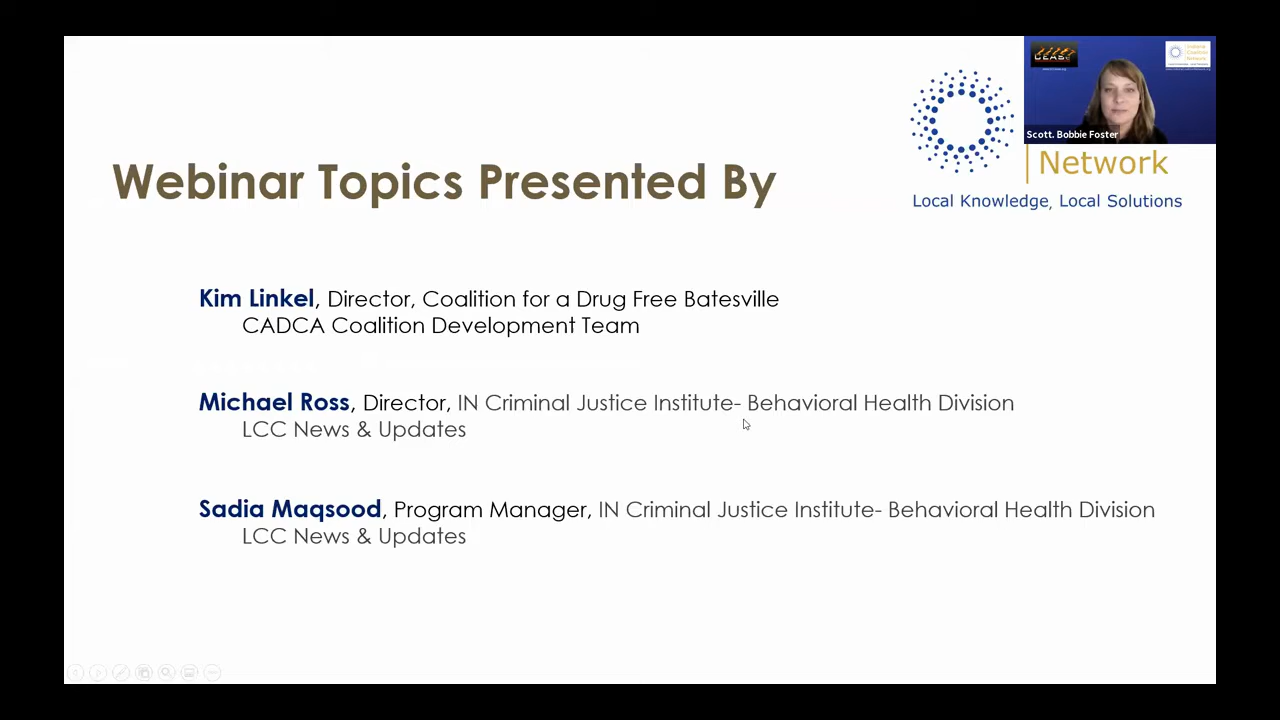 Webinar Topics Presented By
Scott. Bobbie Foster
Network
Local Knowledge, Local Solutions
Kim Linkel, Director, Coalition for a Drug Free Batesville
CADCA Coalition Development Team
Michael Ross, Director, IN Criminal Justice Institute- Behavioral Health Division
LCC News & Updates
Sadia Maqsood, Program Manager, IN Criminal Justice Institute- Behavioral Health Division
LCC News & Updates